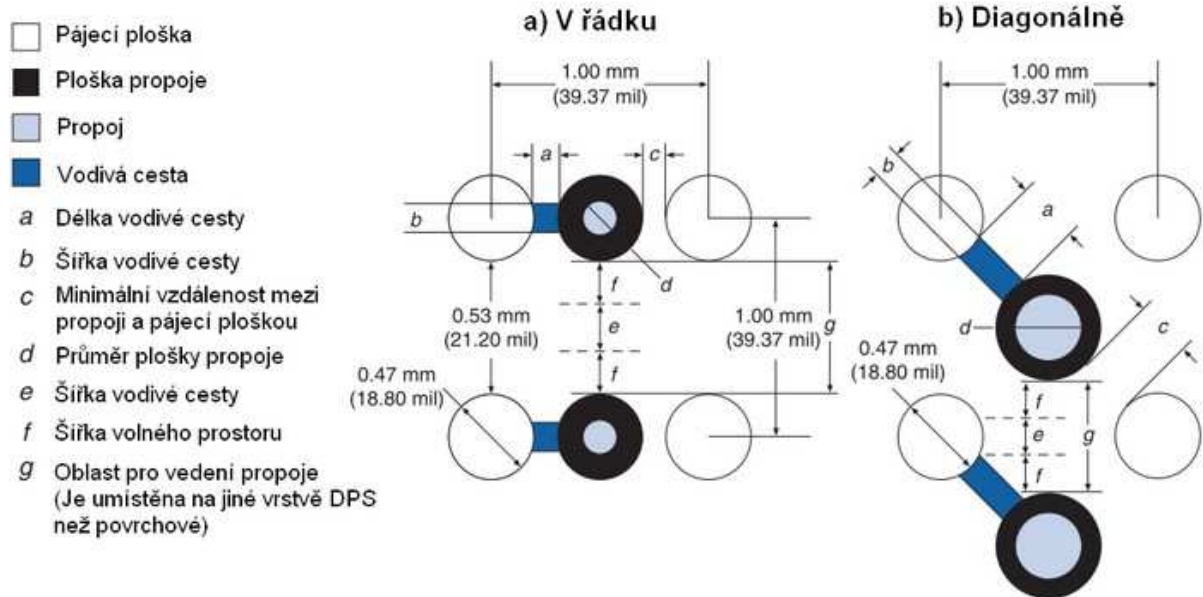 Pájecí ploška
Ploška propoje
Propoj
Vodivá cesta
a Délka vodivé cesty
b Šířka vodivé cesty
c Minimální vzdálenost mezi
propoji a pájecí ploškou
d Průměr plošky propoje
e Šířka vodivé cesty
f Šířka volného prostoru
g Oblast pro vedení propoje
(Je umístěna na jiné vrstvě DPS
než povrchové)
a) V řádku
1.00 mm
(39.37 mil)
a
c
b
d
f
0.53 mm
(21.20 mil)
e
1.00 mm
(39.37 mil)
g
f
0.47 mm
(18.80 mil)
b) Diagonálně
1.00 mm
(39.37 mil)
b
a
d
c
0.47 mm
(18.80 mil)
f
e
g
f